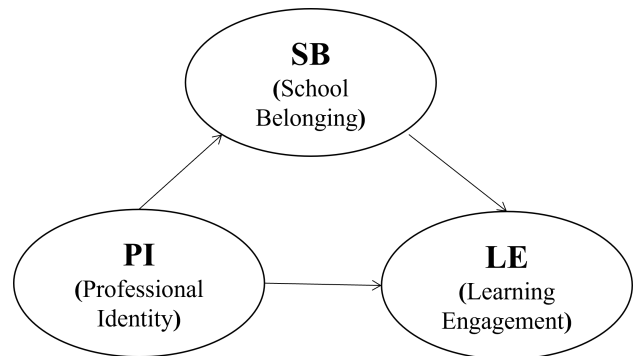 SB
(School
Belonging)
PI
(Professional
Identity)
LE
(Learning
Engagement)